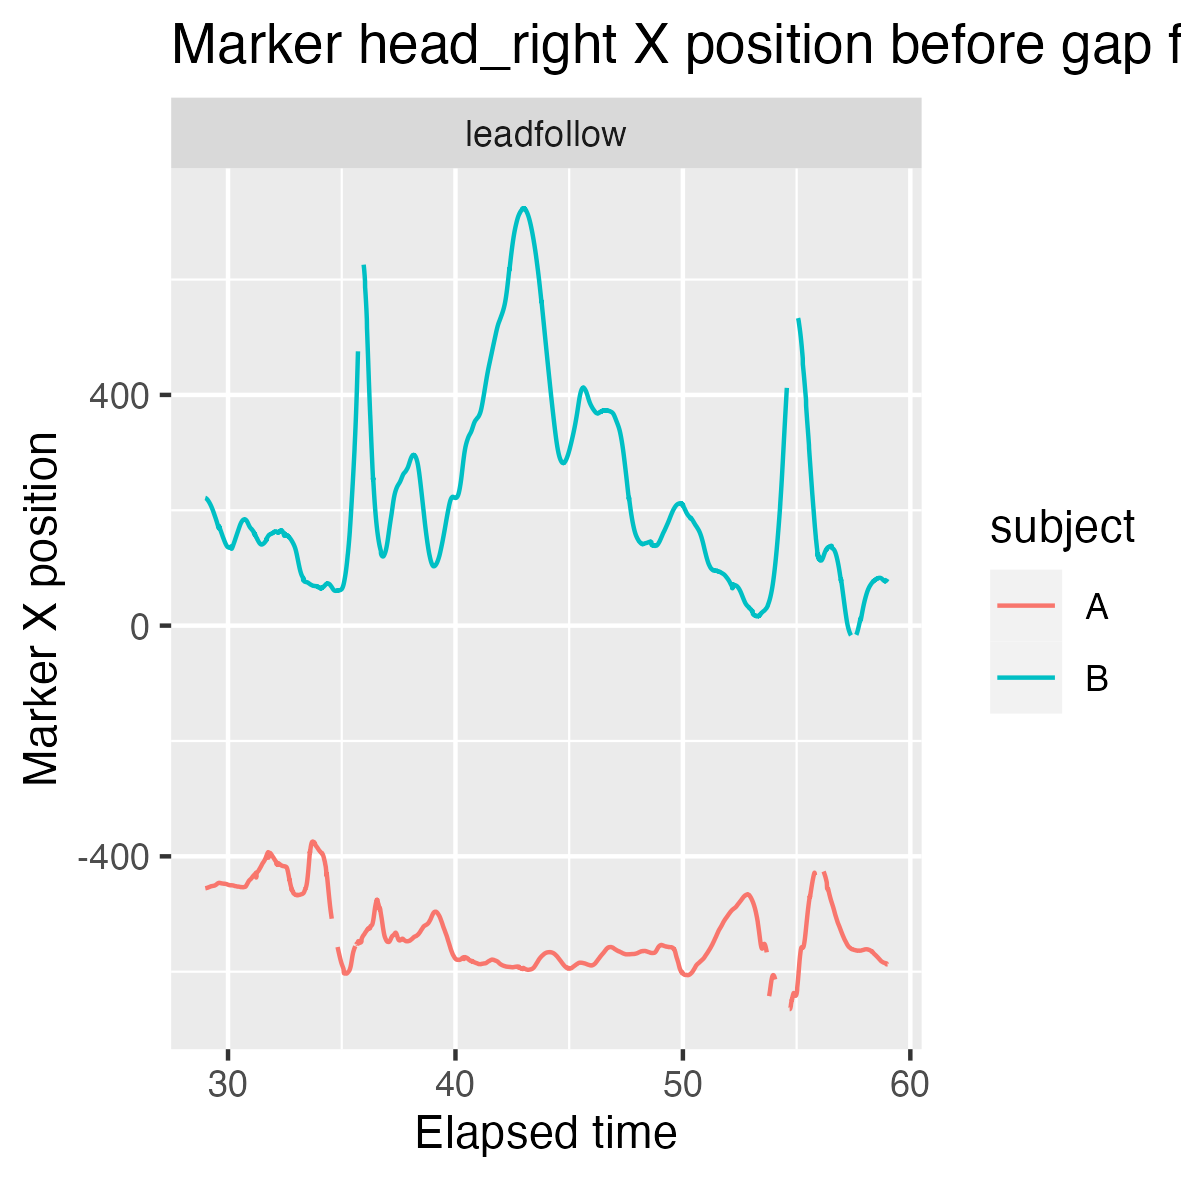 Marker head_right X position before gap f
leadfollow
Marker X position
400
0
-400
30
40
50
60
Elapsed time
subject
A
B